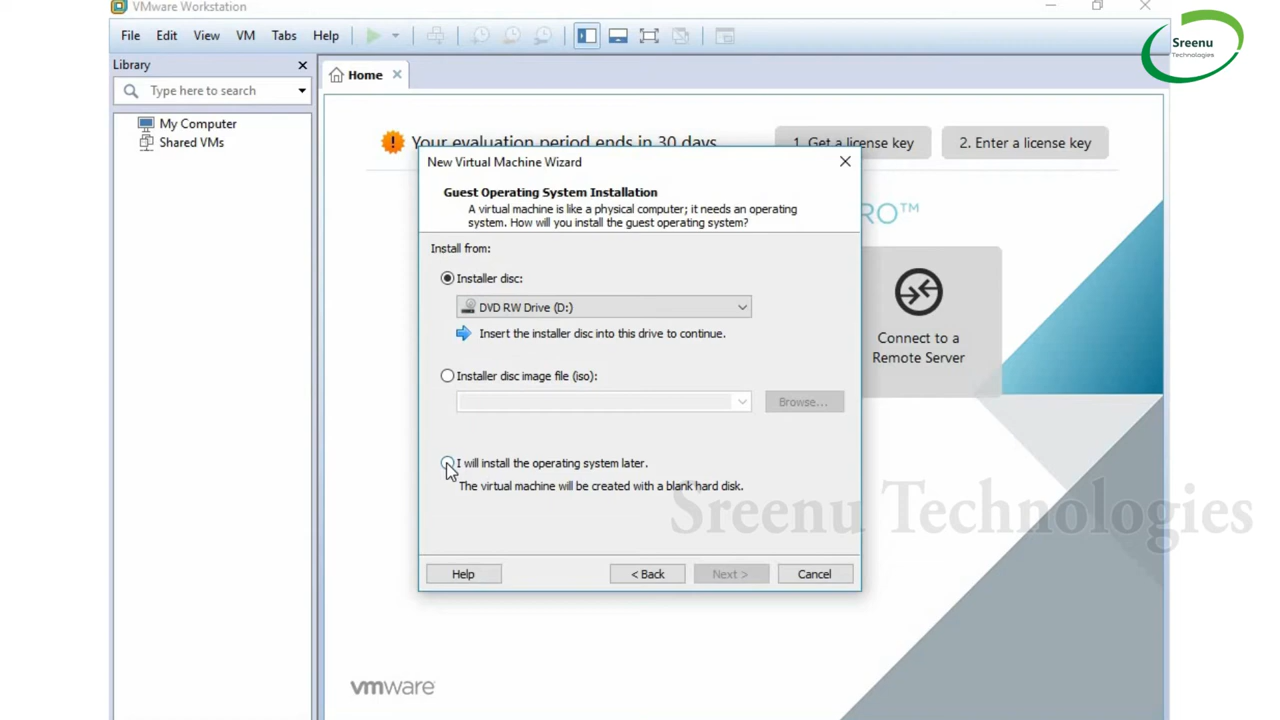 VMware Workstation
Sreenu
Technologies
File Edit View VM Tabs Help
Library
Home
Type here to search
My Computer
Shared VMs
Your evaluation period ends in 30 days.
1. Get a license key
2. Enter a license key
New Virtual Machine Wizard
Guest Operating System Installation
A virtual machine is like a physical computer; it needs an operating
system. How will you install the guest operating system?
RO™
Install from:
Installer disc:
DVD RW Drive (D:)
Insert the installer disc into this drive to continue.
Connect to a
Remote Server
Installer disc image file (iso):
Browse...
I will install the operating system later.
The virtual machine will be created with a blank hard disk.
Sreenu Technologies
Help
< Back
Next >
Cancel
vmware